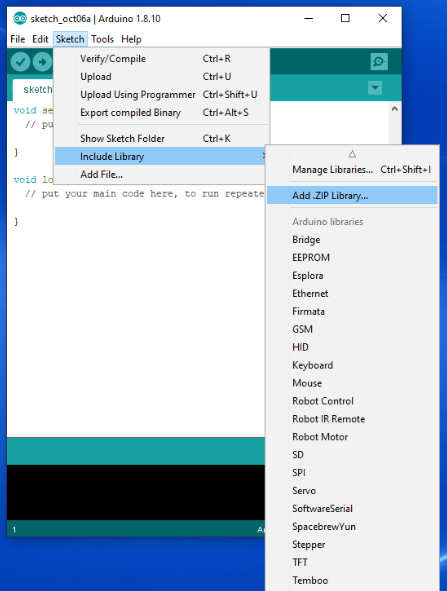 sketch_oct06a | Arduino 1.8.10
File Edit Sketch Tools Help
Verify/Compile Ctrl+R
Upload Ctrl+U
Upload Using Programmer Ctrl+Shift+U
Export compiled Binary Ctrl+Alt+S
Show Sketch Folder Ctrl+K
Include Library
Add File...
sketch
void se
// pu
}
void lo
// put your main code here, to run repeate
}
Manage Libraries... Ctrl+Shift+I
Add .ZIP Library...
Arduino libraries
Bridge
EEPROM
Esplora
Ethernet
Firmata
GSM
HID
Keyboard
Mouse
Robot Control
Robot IR Remote
Robot Motor
SD
SPI
Servo
SoftwareSerial
SpacebrewYun
Stepper
TFT
Temboo
1